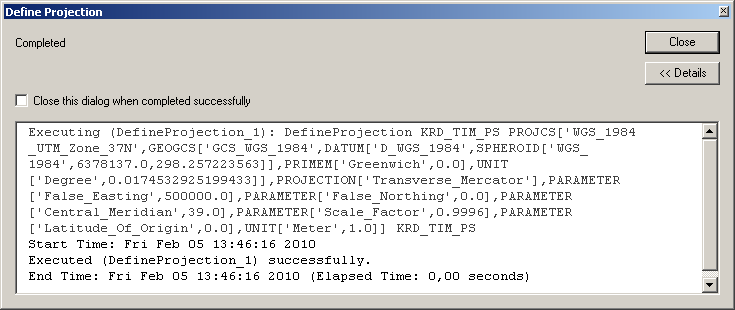 Define Projection
Completed
Close
<< Details
Close this dialog when completed successfully
Executing (DefineProjection_1): DefineProjection KRD_TIM_PS PROJCS['WGS_1984
_UTM_Zone_37N',GEOGCS['GCS_WGS_1984',DATUM['D_WGS_1984',SPHEROID['WGS_
1984',6378137.0,298.257223563]],PRIMEM['Greenwich',0.0],UNIT
['Degree',0.0174532925199433]],PROJECTION['Transverse_Mercator'],PARAMETER
['False_Easting',500000.0],PARAMETER['False_Northing',0.0],PARAMETER
['Central_Meridian',39.0],PARAMETER['Scale_Factor',0.9996],PARAMETER
['Latitude_Of_Origin',0.0],UNIT['Meter',1.0]] KRD_TIM_PS
Start Time: Fri Feb 05 13:46:16 2010
Executed (DefineProjection_1) successfully.
End Time: Fri Feb 05 13:46:16 2010 (Elapsed Time: 0,00 seconds)